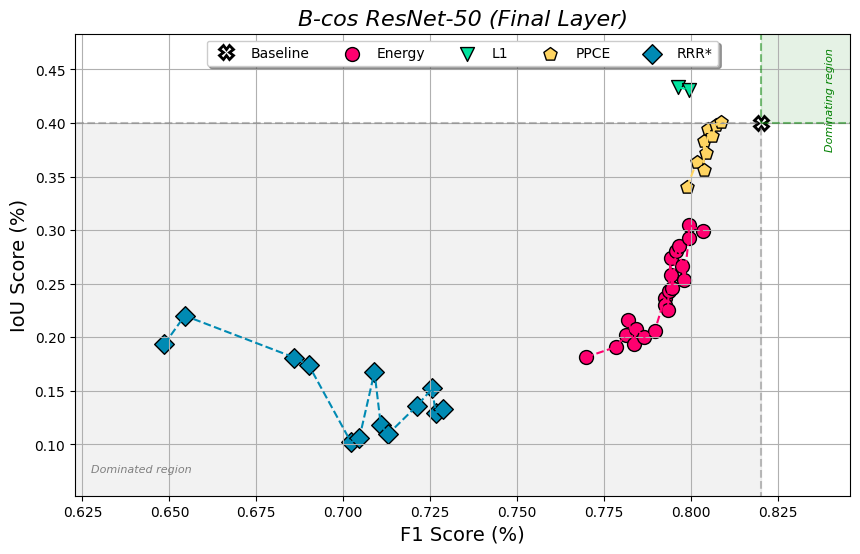 B-cos ResNet-50 (Final Layer)
Baseline Energy L1 PPCE RRR*
Dominating region
0.45
0.40
0.35
0.30
0.25
0.20
0.15
0.10
IoU Score (%)
Dominated region
0.625 0.650 0.675 0.700 0.725 0.750 0.775 0.800 0.825
F1 Score (%)